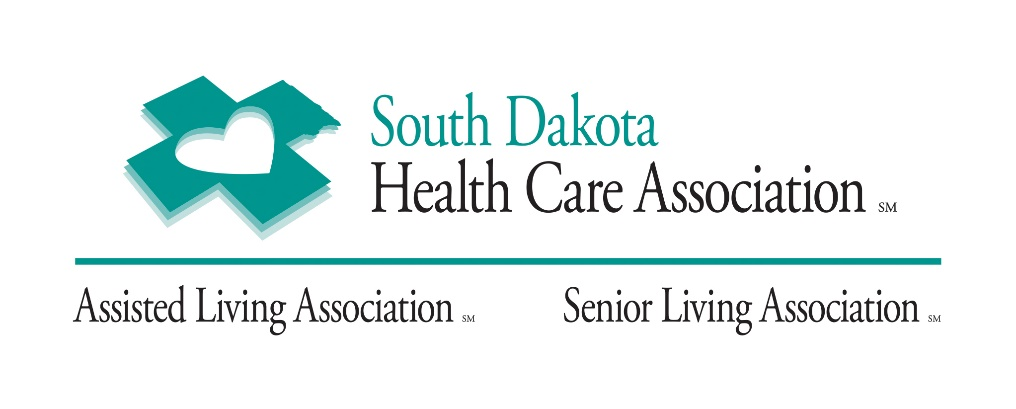 South Dakota
Health Care Association SM
Assisted Living Association SM
Senior Living Association SM